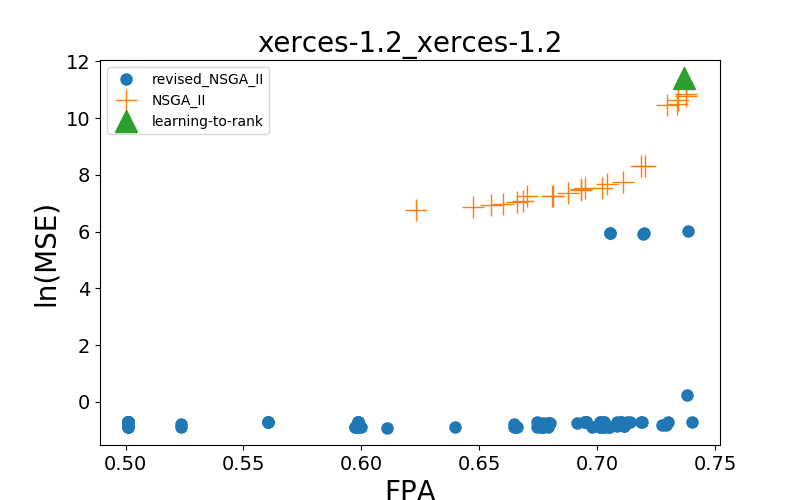 xerces-1.2_xerces-1.2
12
10
8
6
4
2
0
ln(MSE)
revised_NSGA_II
NSGA_II
learning-to-rank
0.50
0.55
0.60
0.65
0.70
0.75
FPA